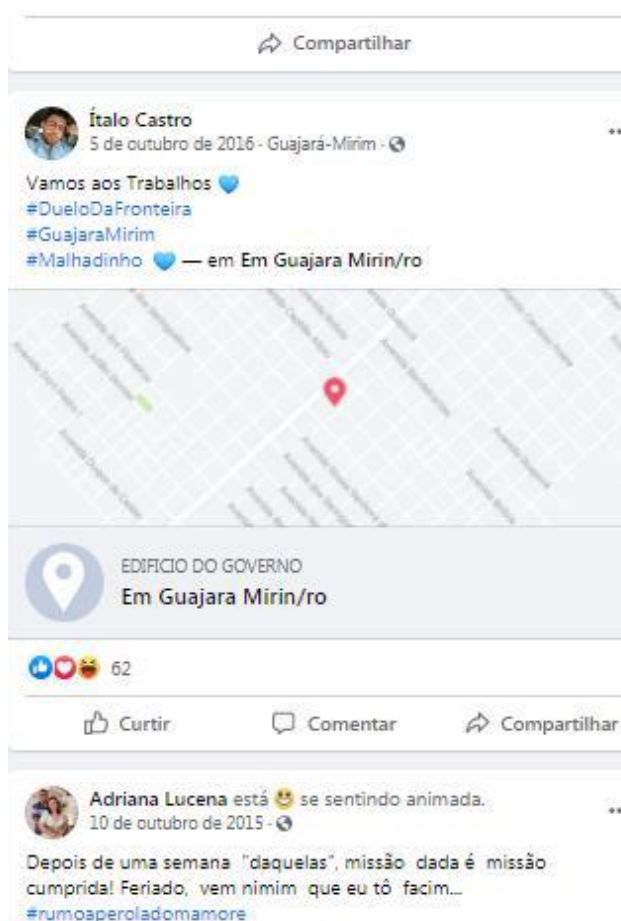 Compartilhar
Ítalo Castro
5 de outubro de 2016 · Guajará-Mirim ·
Vamos aos Trabalhos 💙
#DueloDaFronteira
#GuajaraMirim
#Malhadinho 💙 — em Em Guajara Mirin/ro
EDIFICIO DO GOVERNO
Em Guajara Mirin/ro
62
Curtir Comentar Compartilhar
Adriana Lucena está 😃 se sentindo animada.
10 de outubro de 2015 ·
Depois de uma semana "daquelas", missão dada é missão
cumprida! Feriado, vem nimim que eu tô facim...
#rumoaperoladomamore